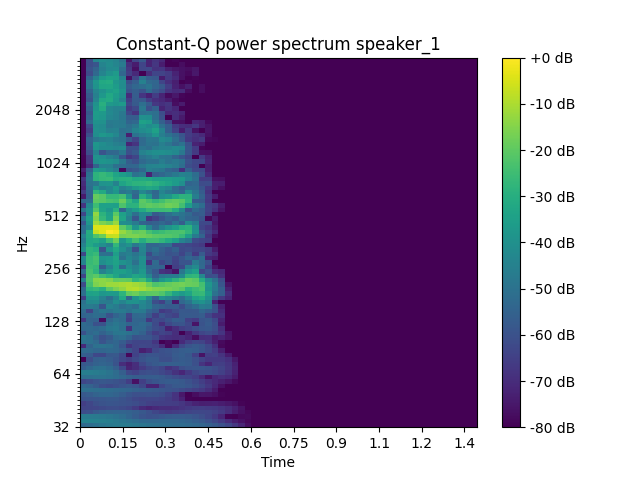 Constant-Q power spectrum speaker_1
Hz
2048
1024
512
256
128
64
32
0 0.15 0.3 0.45 0.6 0.75 0.9 1.1 1.2 1.4
Time
+0 dB
-10 dB
-20 dB
-30 dB
-40 dB
-50 dB
-60 dB
-70 dB
-80 dB